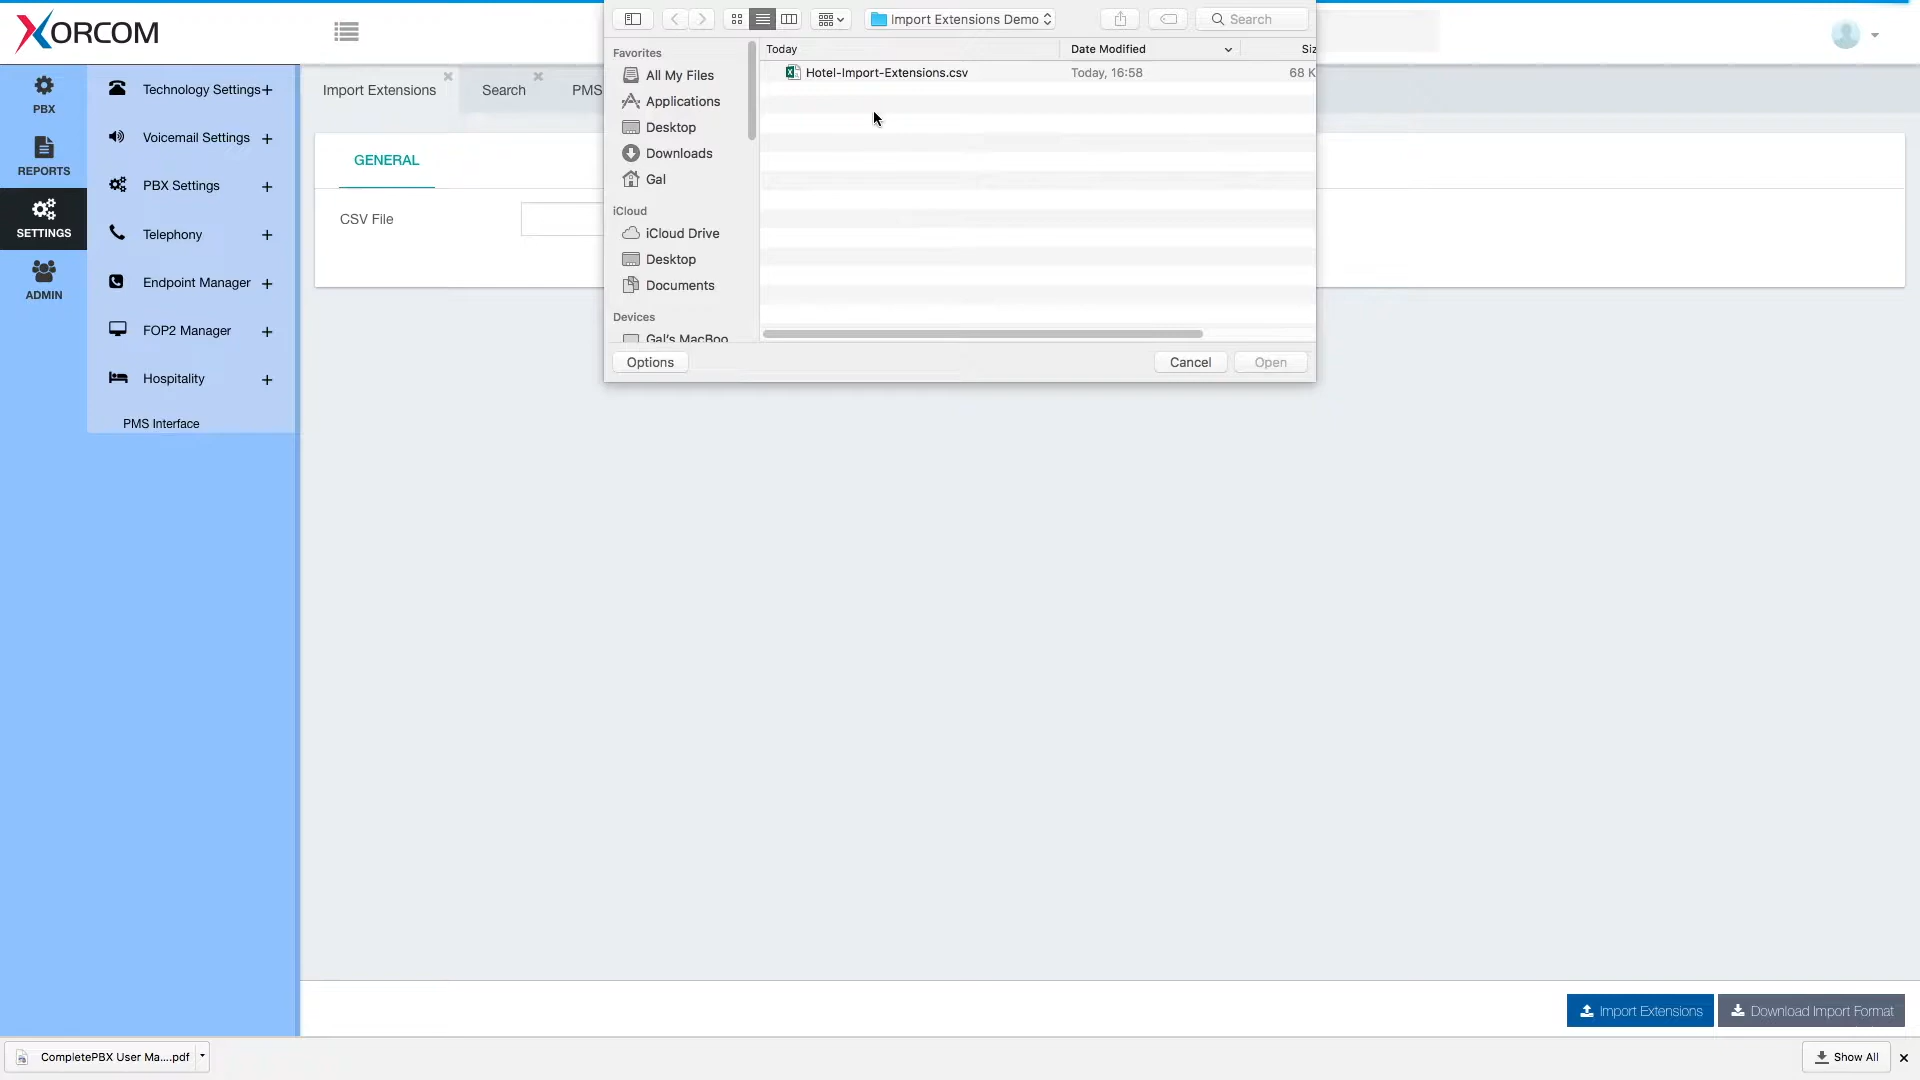 XORCOM
Import Extensions Demo
Search
Favorites
All My Files
Applications
Desktop
Downloads
Gal
iCloud
iCloud Drive
Desktop
Documents
Devices
Gal's MacBoo
Today
Date Modified
Siz
Hotel-Import-Extensions.csv
Today, 16:58
68 K
Options
Cancel
Open
PBX
REPORTS
SETTINGS
ADMIN
Technology Settings+
Voicemail Settings +
PBX Settings +
Telephony +
Endpoint Manager +
FOP2 Manager +
Hospitality +
PMS Interface
Import Extensions
Search
PMS
GENERAL
CSV File
Import Extensions
Download Import Format
CompletePBX User Ma....pdf
Show All